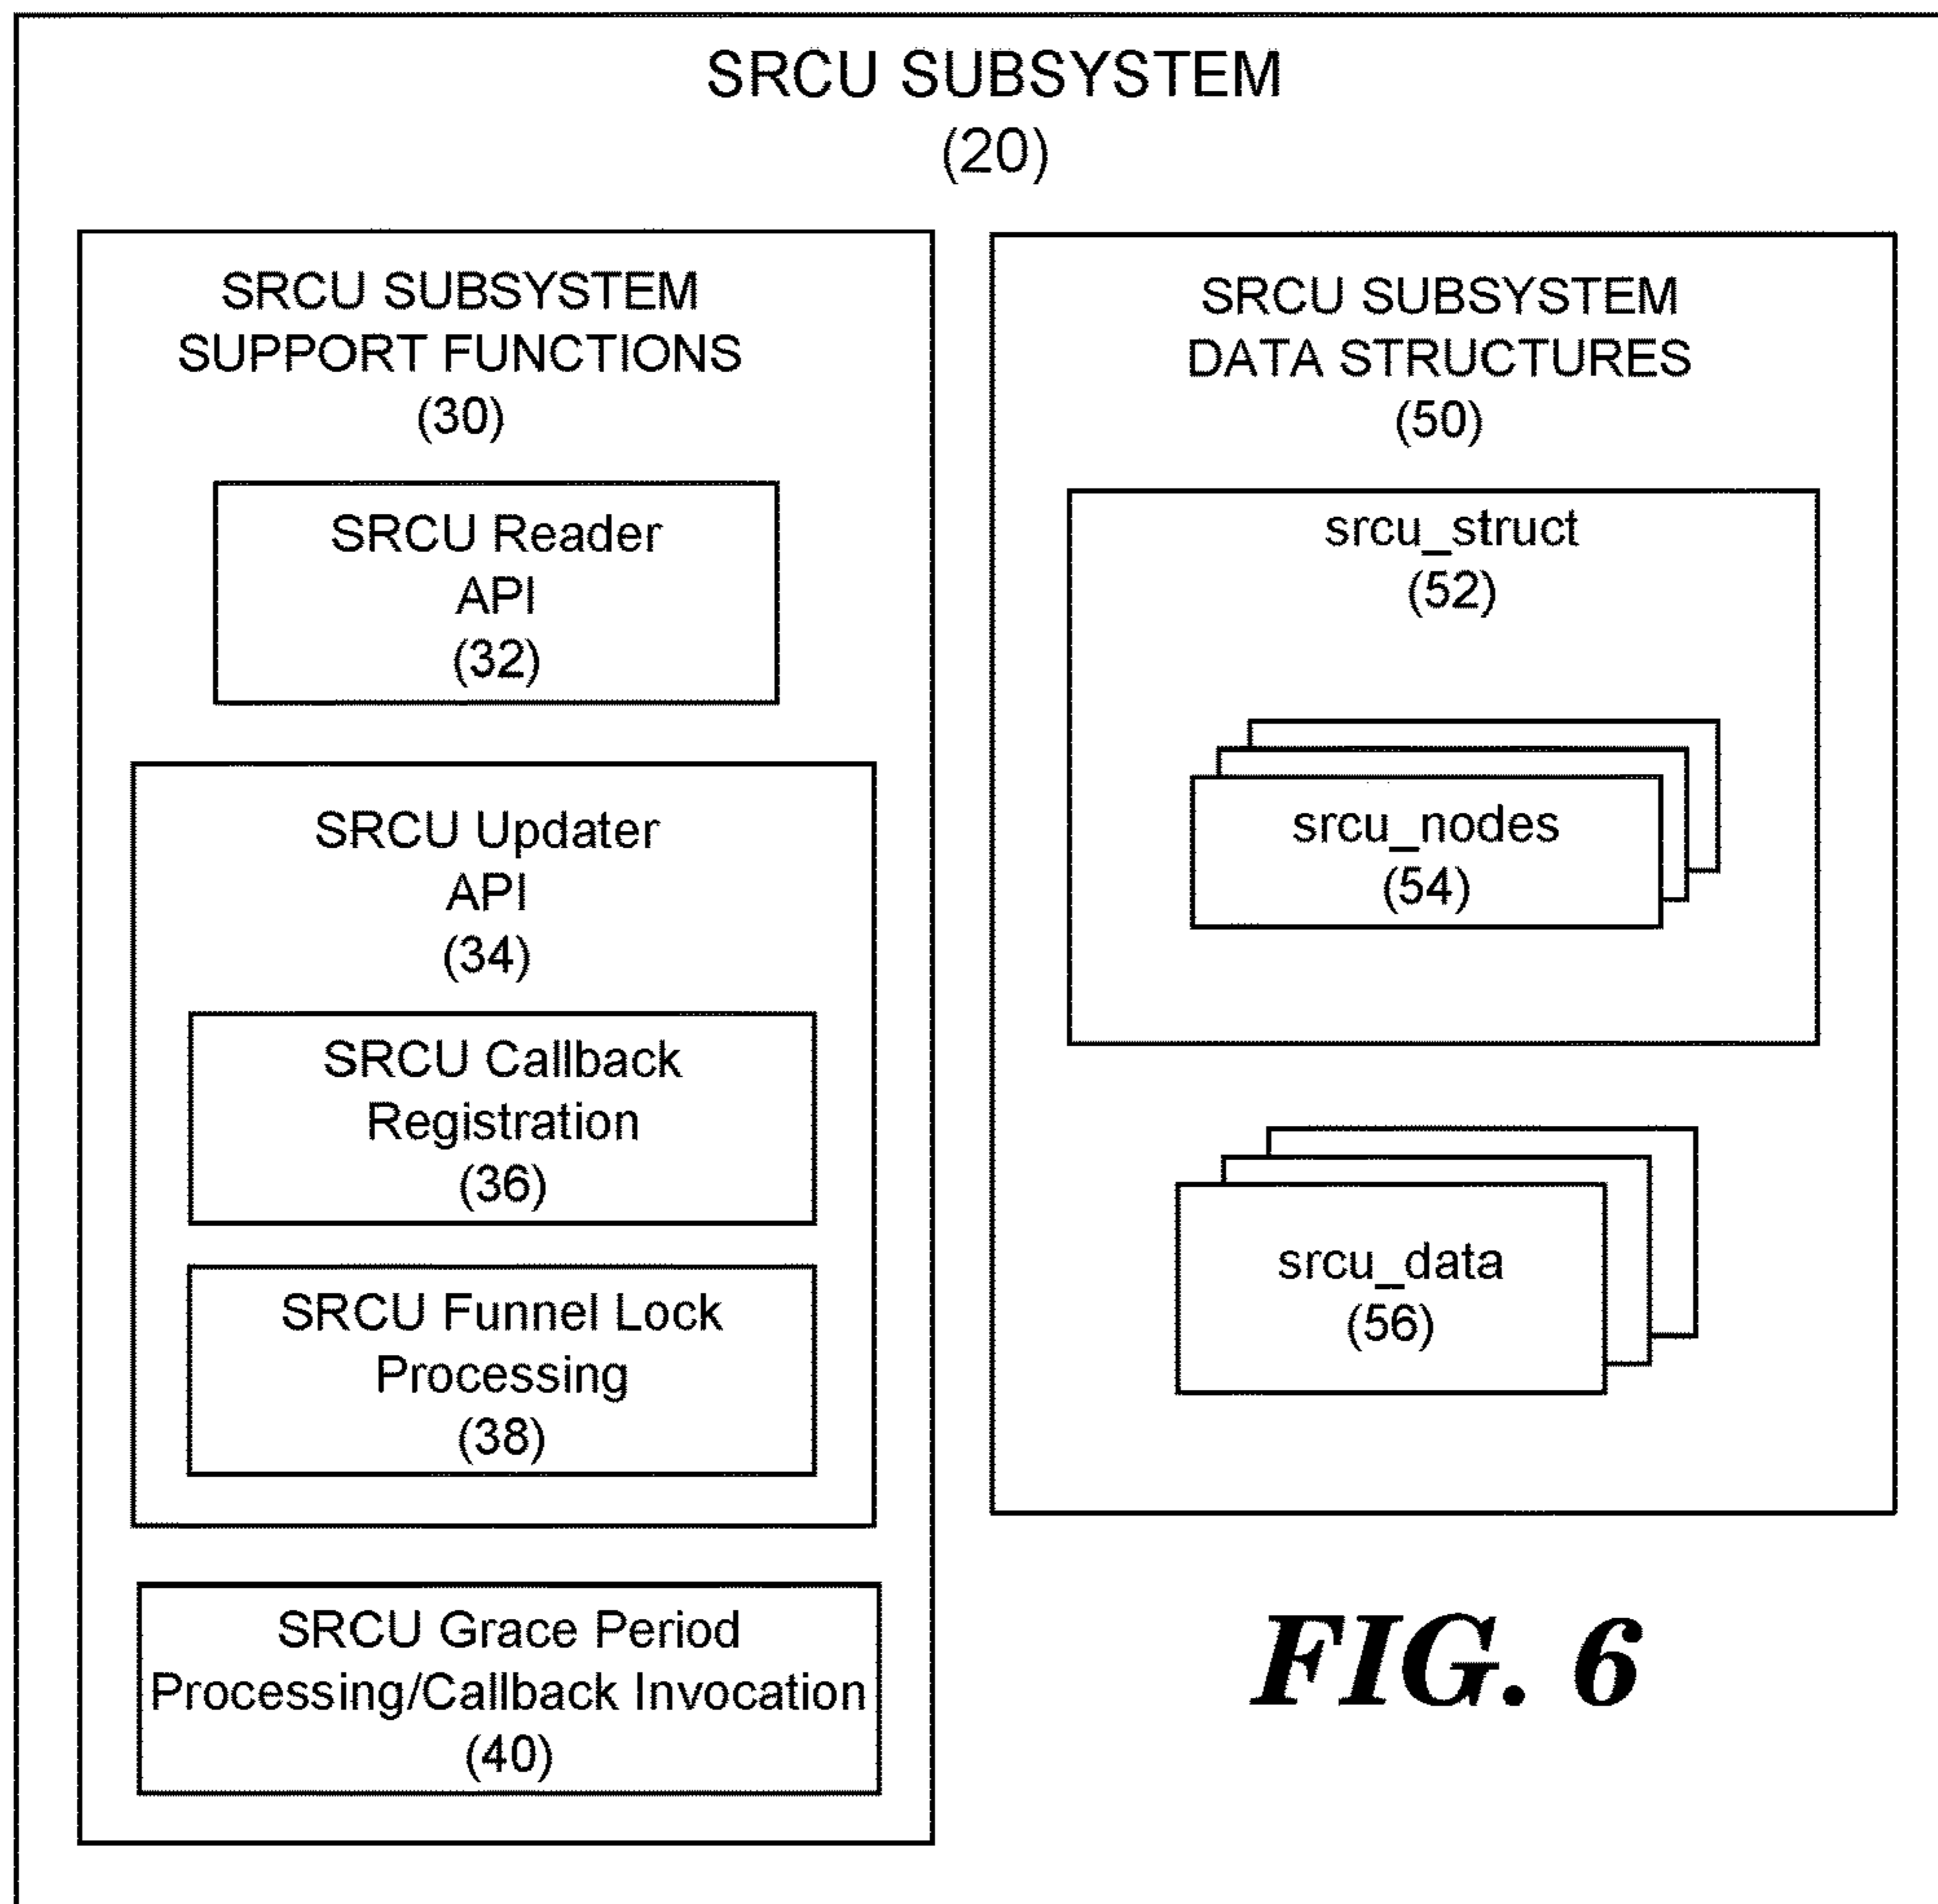 SRCU SUBSYSTEM
(20)
SRCU SUBSYSTEM
SUPPORT FUNCTIONS
(30)
SRCU Reader
API
(32)
SRCU Updater
API
(34)
SRCU Callback
Registration
(36)
SRCU Funnel Lock
Processing
(38)
SRCU Grace Period
Processing/Callback Invocation
(40)
SRCU SUBSYSTEM
DATA STRUCTURES
(50)
srcu_struct
(52)
srcu_nodes
(54)
srcu_data
(56)
FIG. 6